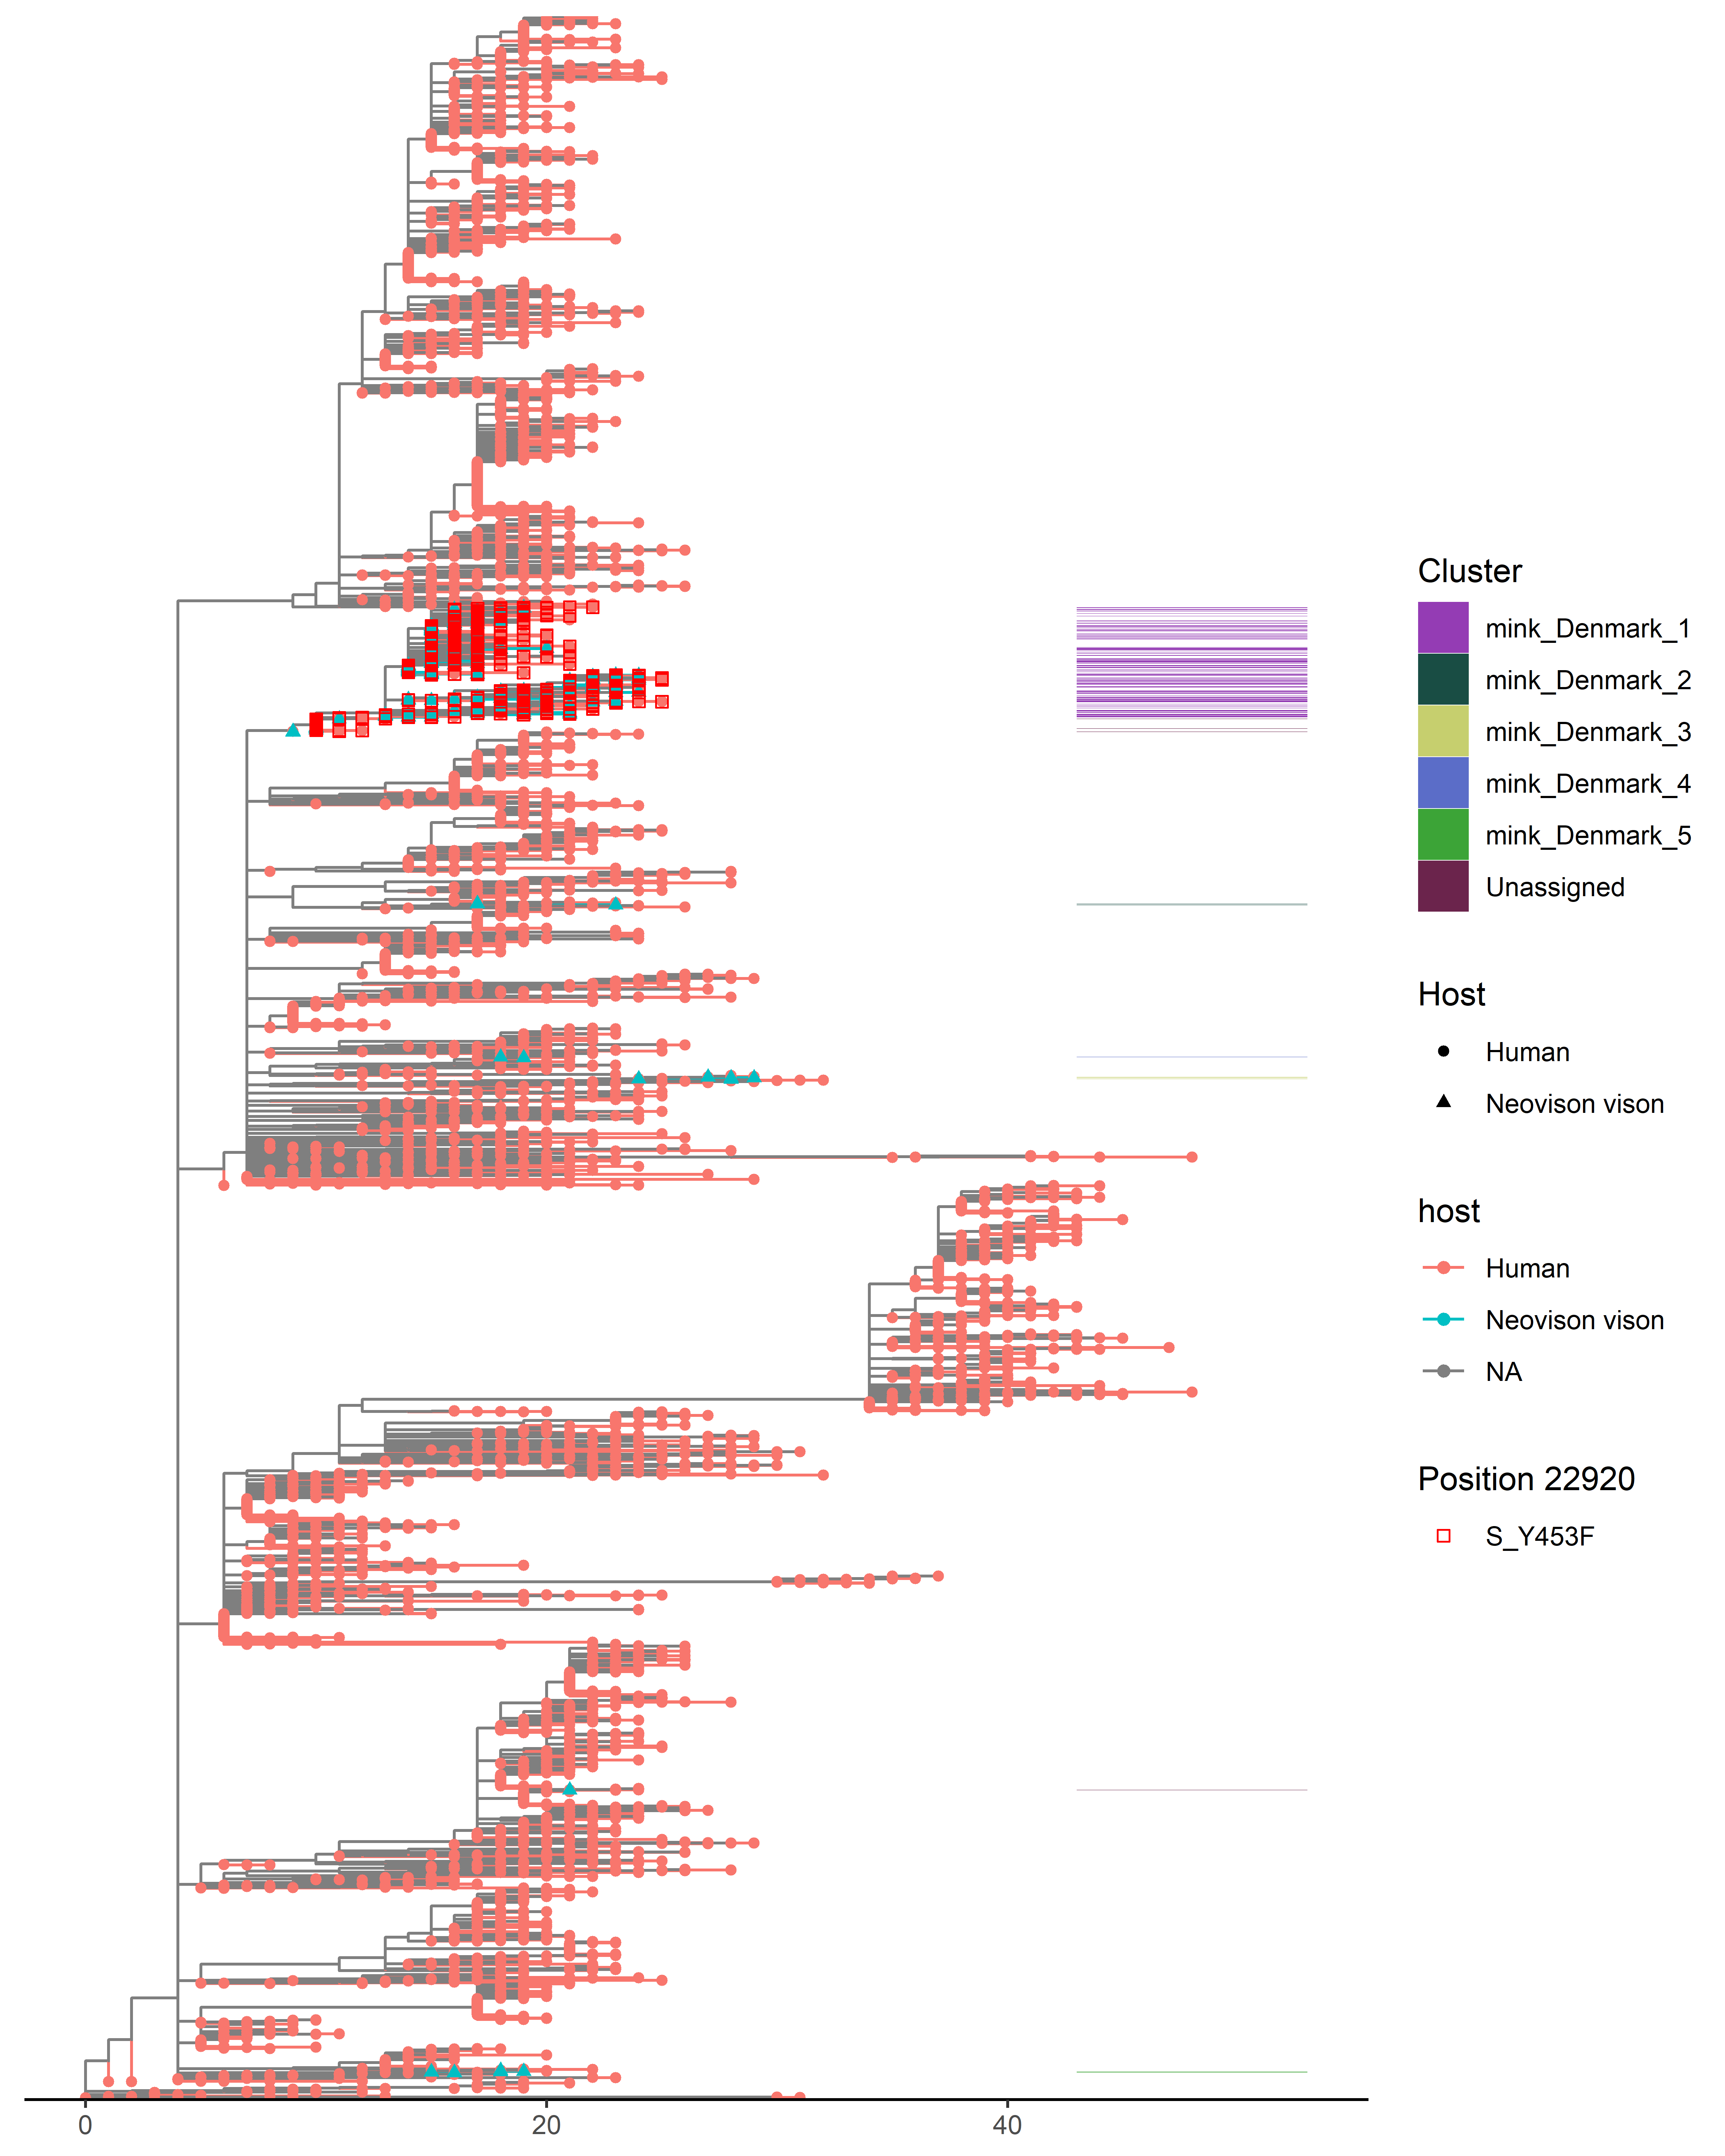 Cluster
mink_Denmark_1
mink_Denmark_2
mink_Denmark_3
mink_Denmark_4
mink_Denmark_5
Unassigned
Host
Human
Neovison vison
host
Human
Neovison vison
NA
Position 22920
S_Y453F
0 20 40